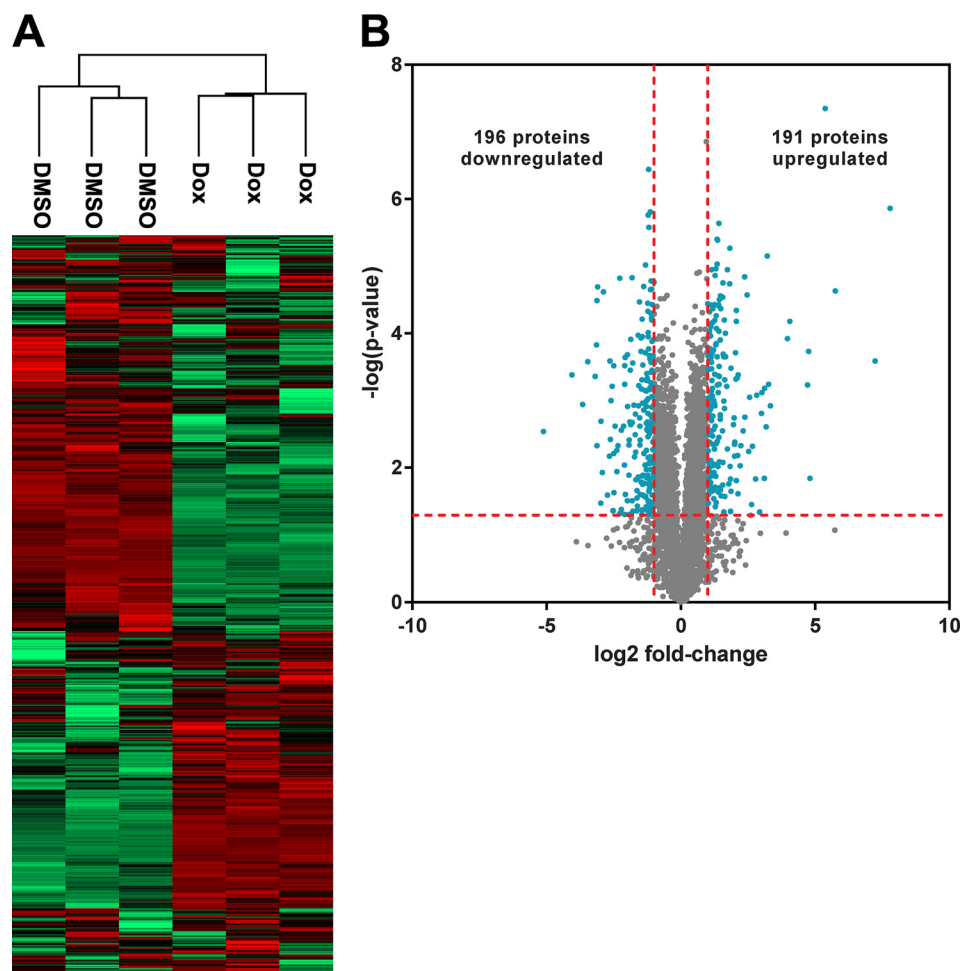 A
DMSO
DMSO
DMSO
Dox
Dox
Dox
B
8
6
4
2
0
-log(p-value)
196 proteins
downregulated
191 proteins
upregulated
-10
-5
0
5
10
log2 fold-change